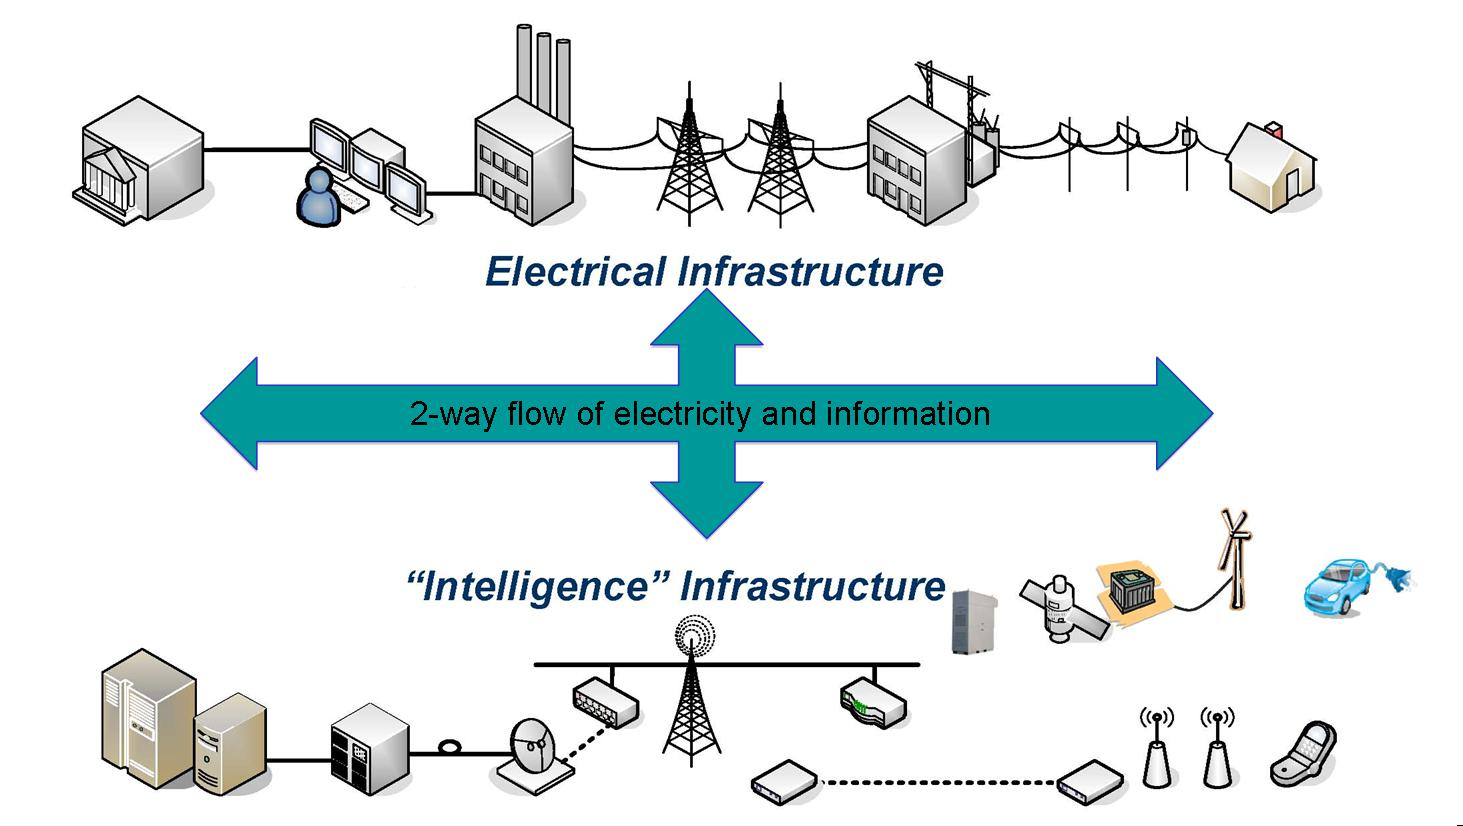 Electrical Infrastructure
2-way flow of electricity and information
“Intelligence” Infrastructure